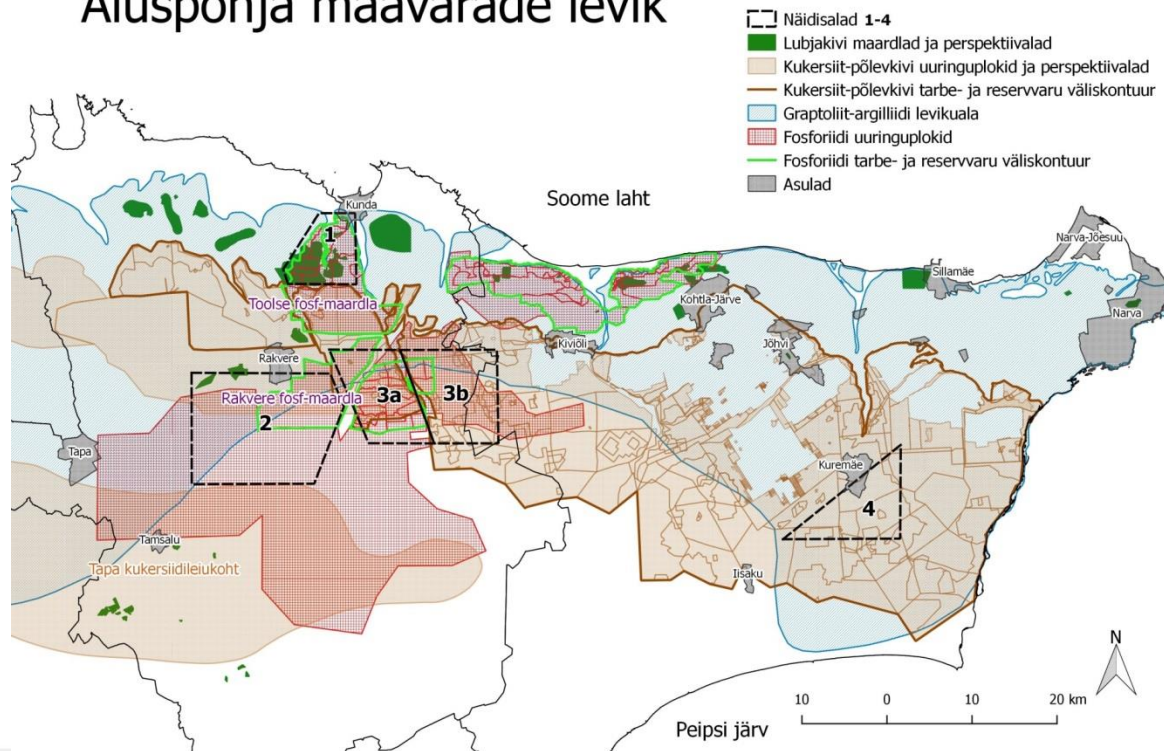 Aluspõhja maavarade levik
Näidisalad 1-4
Lubjakivi maardlad ja perspektiivalad
Kukersiit-põlevkivi uuringuplokid ja perspektiivalad
Kukersiit-põlevkivi tarbe- ja reservvaru väliskontuur
Graptoliit-argilliidi levikuala
Fosforiidi uuringuplokid
Fosforiidi tarbe- ja reservvaru väliskontuur
Asulad
Soome laht
Kunda
1
Narva-Jõesuu
Sillamäe
Toolse fosf-maardla
Kohtla-Järve
Narva
Kiviõli
Jõhvi
Rakvere
Rakvere fosf-maardla
3a
3b
2
Tapa
Kuremäe
4
Tamsalu
Tapa kukersiidileiukoht
Iisaku
N
10 0 10 20 km
Peipsi järv